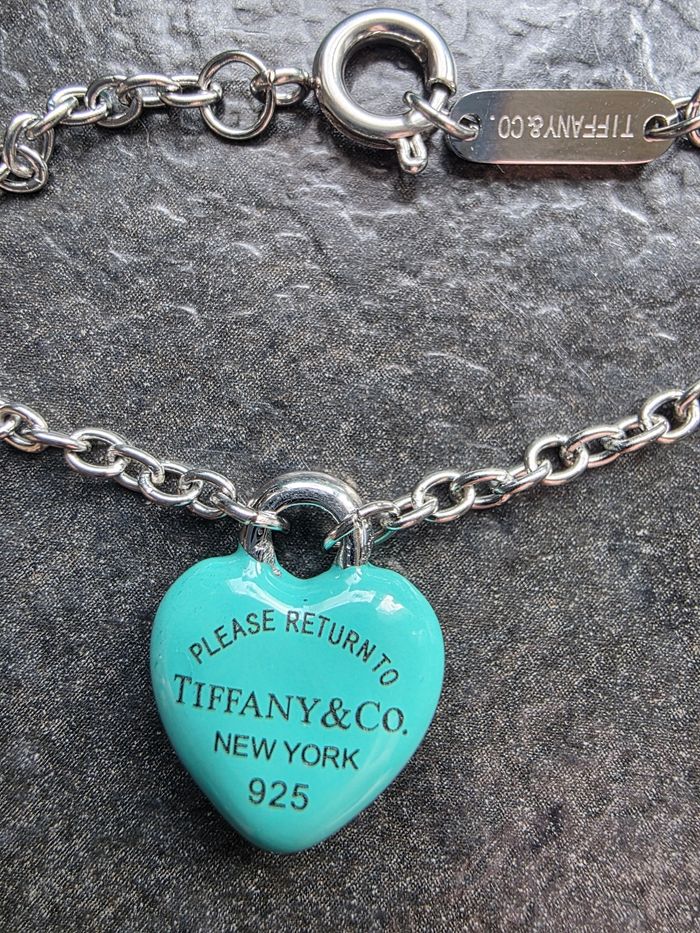 TIFFANY&CO.
PLEASE RETURN TO
TIFFANY&CO.
NEW YORK
925